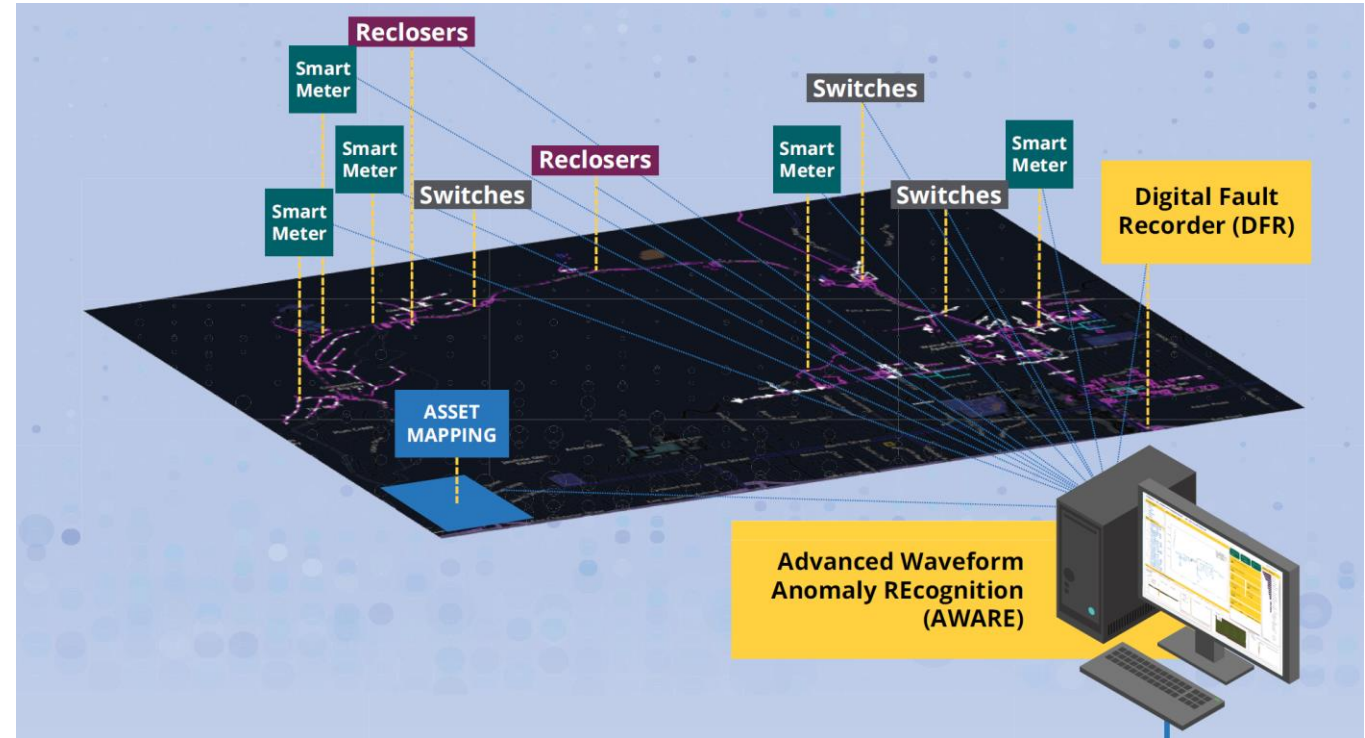 Reclosers
Smart
Meter
Switches
Smart
Meter
Smart
Meter
Smart
Meter
Reclosers
Switches
Switches
Smart
Meter
Digital Fault
Recorder (DFR)
ASSET
MAPPING
Advanced Waveform
Anomaly REcognition
(AWARE)